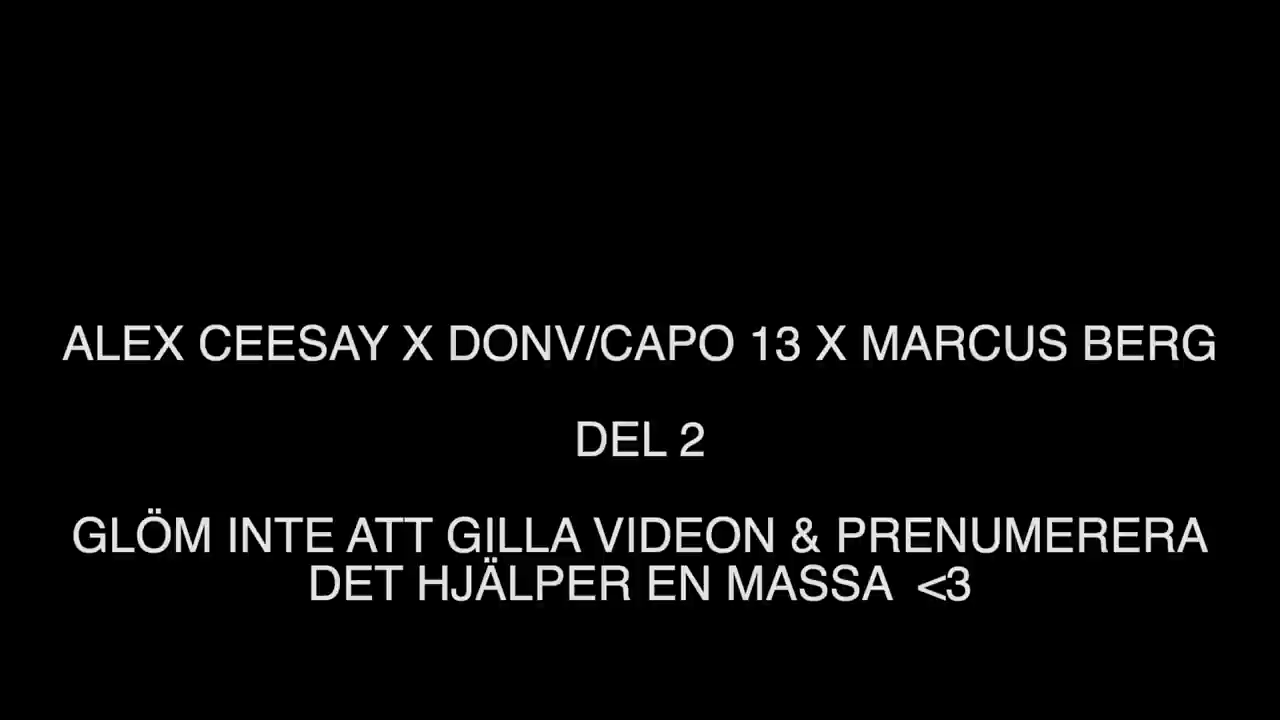 ALEX CEESAY X DONV/CAPO 13 X MARCUS BERG
DEL 2
GLÖM INTE ATT GILLA VIDEON & PRENUMERERA
DET HJÄLPER EN MASSA <3